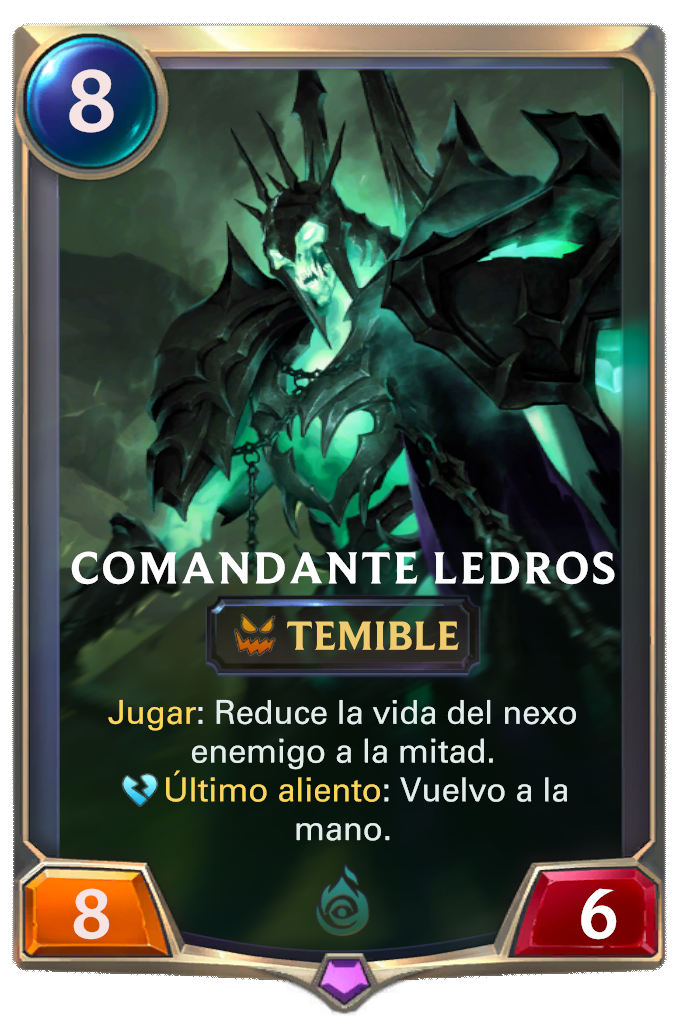 8
COMANDANTE LEDROS
TEMIBLE
Jugar: Reduce la vida del nexo
enemigo a la mitad.
Último aliento: Vuelvo a la
mano.
8
6